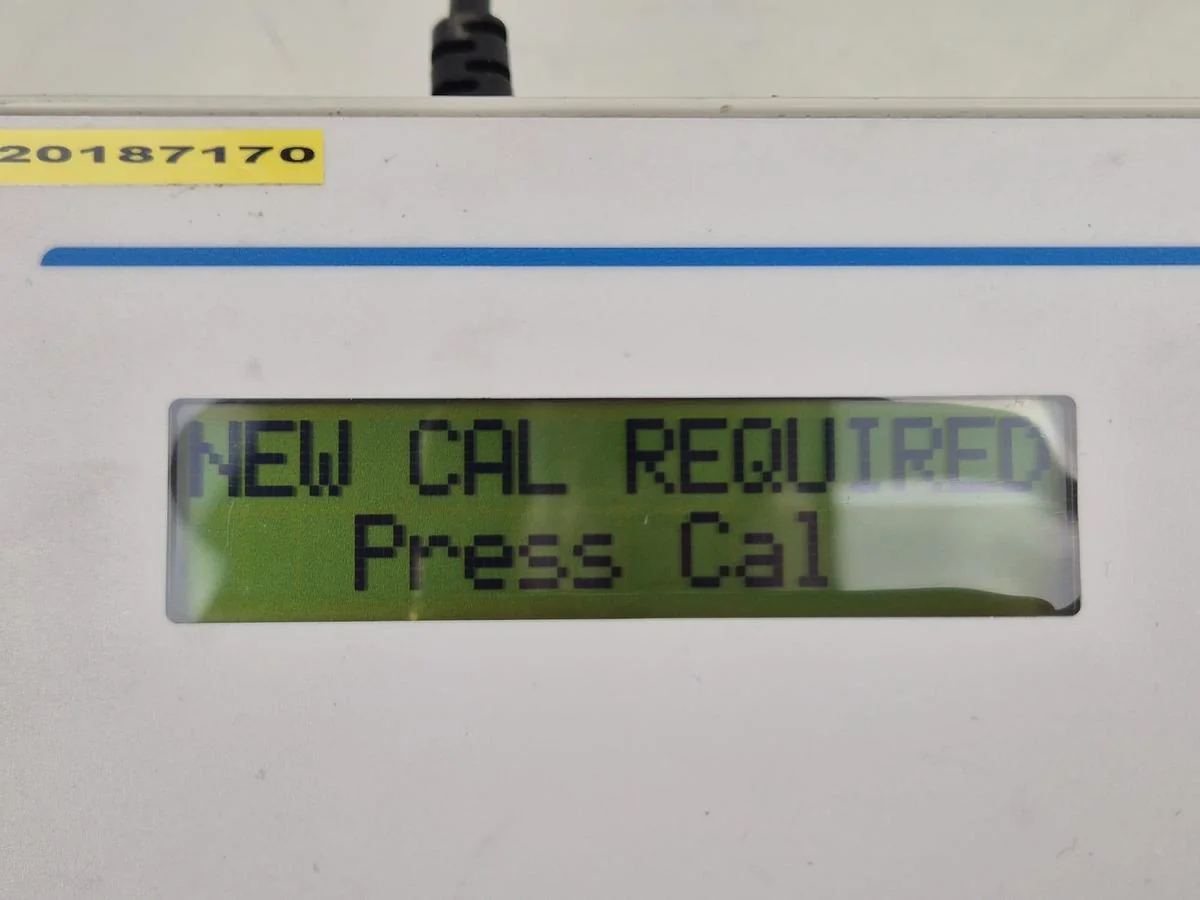 20187170
NEW CAL REQUIRED
Press Cal